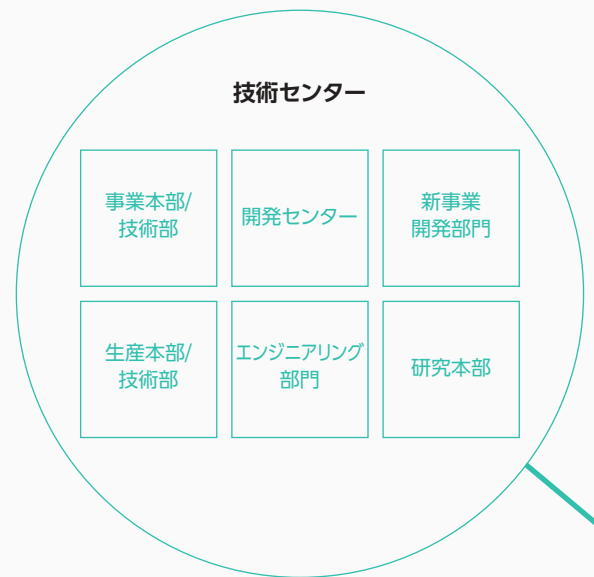 技術センター
事業本部/
技術部
開発センター
新事業
開発部門
生産本部/
技術部
エンジニアリング
部門
研究本部